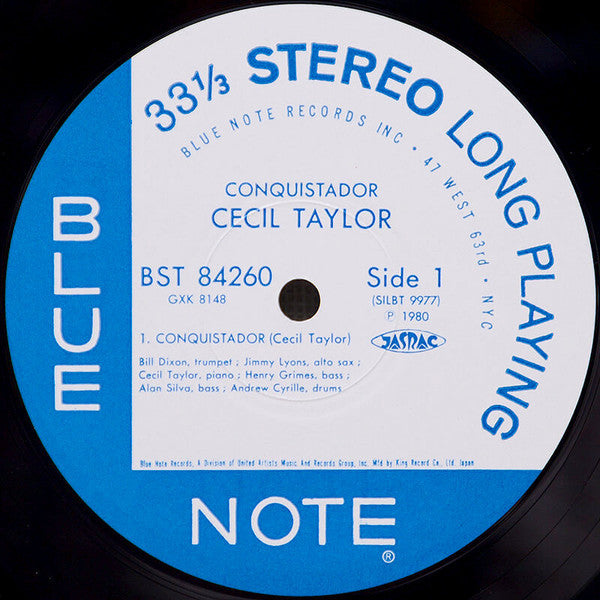 33⅓ STEREO LONG PLAYING
BLUE NOTE RECORDS INC • 47 WEST 63rd • NYC
CONQUISTADOR
CECIL TAYLOR
BST 84260
GXK 8148
Side 1
(SILBT 9977)
℗ 1980
1. CONQUISTADOR (Cecil Taylor)
JASRAC
Bill Dixon, trumpet ; Jimmy Lyons, alto sax ;
Cecil Taylor, piano ; Henry Grimes, bass ;
Alan Silva, bass ; Andrew Cyrille, drums
Blue Note Records, A Division of United Artists Music And Records Group, Inc. Mfd by King Record Co., Ltd. Japan
BLUE
NOTE®